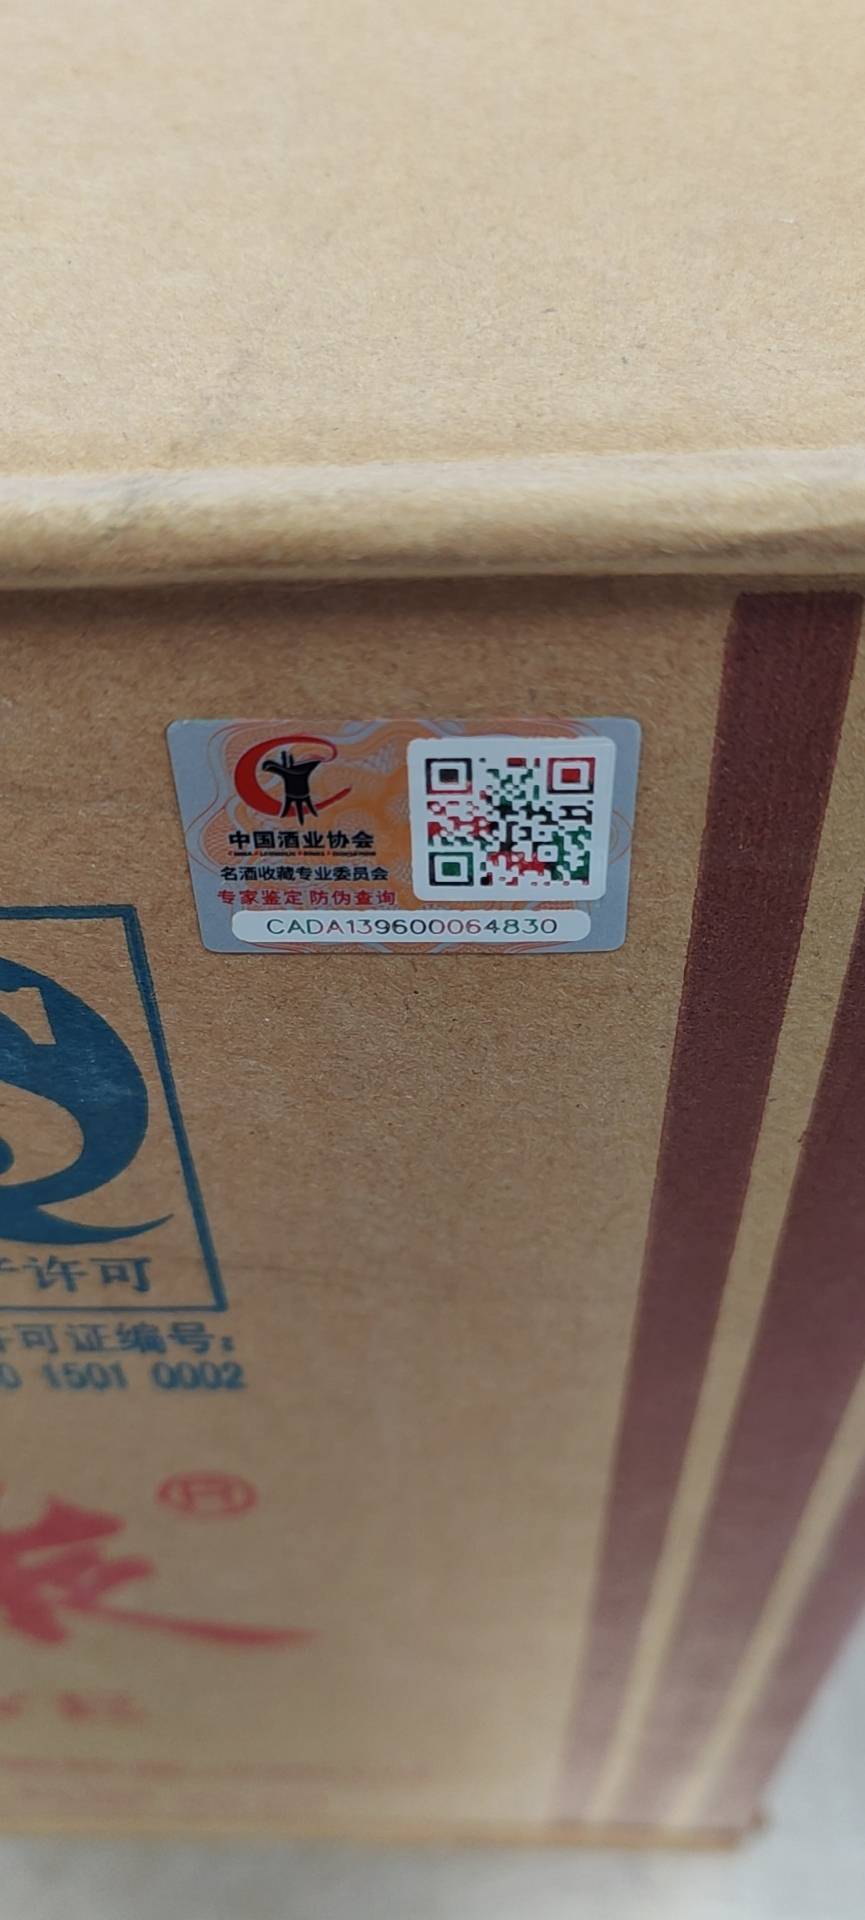 中国酒业协会
名酒收藏专业委员会
专家鉴定 防伪查询
CADA139600064830
许可
可证编号：
0 1501 0002
液®